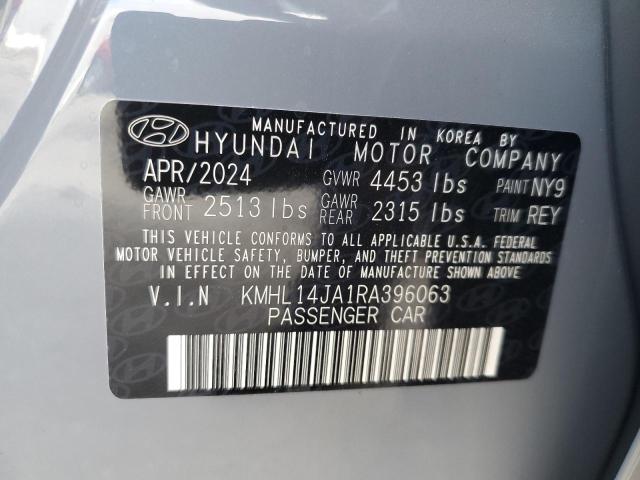 MANUFACTURED IN KOREA BY
HYUNDAI MOTOR COMPANY
APR/2024 GVWR 4453 lbs PAINT NY9
GAWR FRONT 2513 lbs GAWR REAR 2315 lbs TRIM REY
THIS VEHICLE CONFORMS TO ALL APPLICABLE U.S.A. FEDERAL
MOTOR VEHICLE SAFETY, BUMPER, AND THEFT PREVENTION STANDARDS
IN EFFECT ON THE DATE OF MANUFACTURE SHOWN ABOVE.
V.I.N KMHL14JA1RA396063
PASSENGER CAR